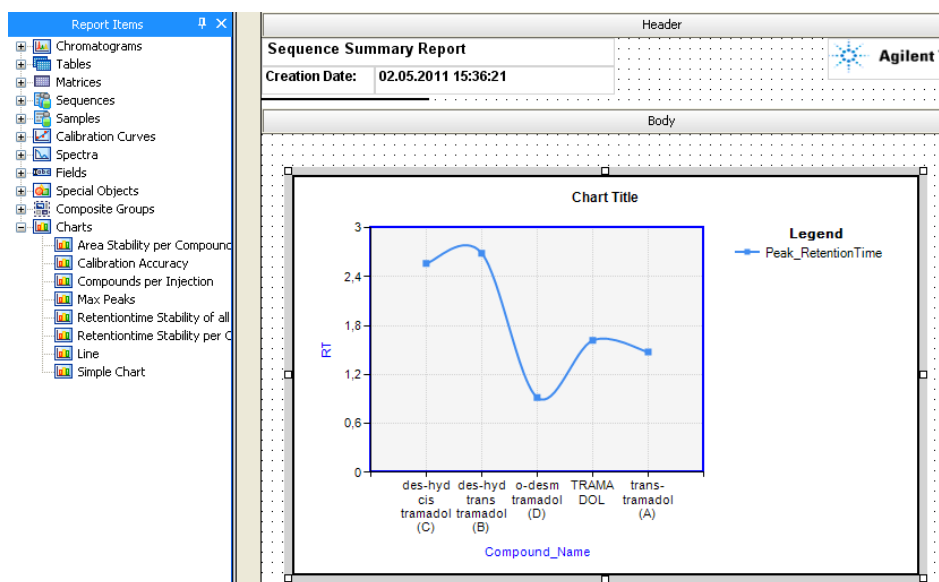 Report Items
Chromatograms
Tables
Matrices
Sequences
Samples
Calibration Curves
Spectra
Fields
Special Objects
Composite Groups
Charts
Area Stability per Compound
Calibration Accuracy
Compounds per Injection
Max Peaks
Retentiontime Stability of all
Retentiontime Stability per C
Line
Simple Chart
Header
Sequence Summary Report
Creation Date: 02.05.2011 15:36:21
Agilent
Body
Chart Title
Legend
Peak_RetentionTime
RT
3
2,4
1,8
1,2
0,6
0
des-hyd des-hyd o-desm TRAMA trans-
cis trans tramadol DOL tramadol
tramadol tramadol (D) (A)
(C) (B)
Compound_Name